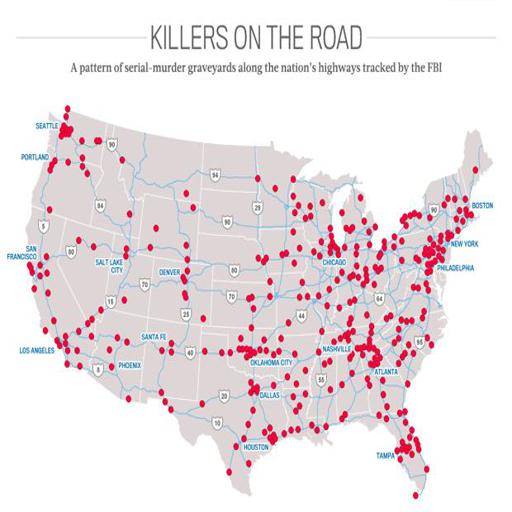 KILLERS ON THE ROAD
A pattern of serial-murder graveyards along the nation's highways tracked by the FBI
SEATTLE
90
PORTLAND
94
84
29
90
90
BOSTON
5
SAN
FRANCISCO
80
SALT LAKE
CITY
DENVER
80
CHICAGO
NEW YORK
PHILADELPHIA
70
70
64
15
25
44
SANTA FE
95
LOS ANGELES
40
OKLAHOMA CITY
NASHVILLE
8
PHOENIX
ATLANTA
20
DALLAS
55
10
HOUSTON
TAMPA